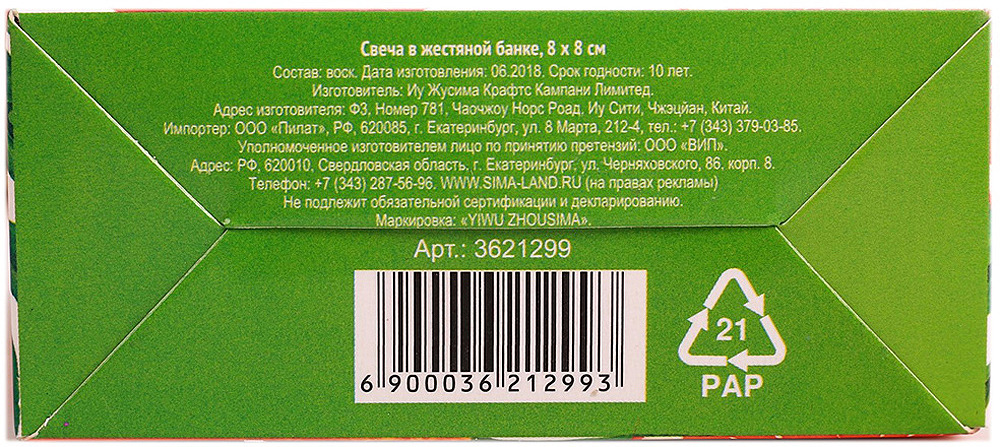 Свеча в жестяной банке, 8 x 8 см
Состав: воск. Дата изготовления: 06.2018. Срок годности: 10 лет.
Изготовитель: Иу Жусима Крафтс Кампани Лимитед.
Адрес изготовителя: Ф3, Номер 781, Чаочжоу Норс Роад, Иу Сити, Чжэцйан, Китай.
Импортер: ООО «Пилат», РФ, 620085, г. Екатеринбург, ул. 8 Марта, 212-4, тел.: +7 (343) 379-03-85.
Уполномоченное изготовителем лицо по принятию претензий: ООО «ВИП».
Адрес: РФ, 620010, Свердловская область, г. Екатеринбург, ул. Черняховского, 86, корп. 8.
Телефон: +7 (343) 287-56-96. WWW.SIMA-LAND.RU (на правах рекламы)
Не подлежит обязательной сертификации и декларированию.
Маркировка: «YIWU ZHOUSIMA».
Арт.: 3621299
6 900036 212993
21
PAP